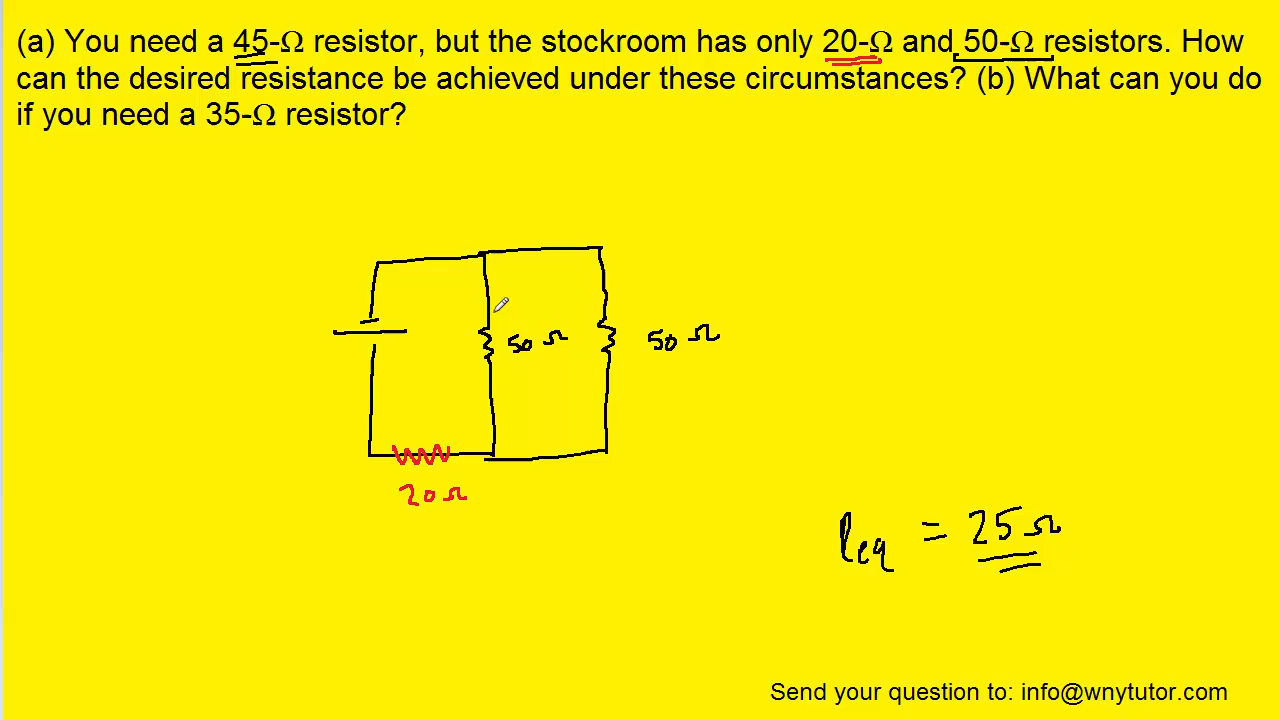 (a) You need a 45-Ω resistor, but the stockroom has only 20-Ω and 50-Ω resistors. How
can the desired resistance be achieved under these circumstances? (b) What can you do
if you need a 35-Ω resistor?
50 Ω
50 Ω
20 Ω
Req = 25 Ω
Send your question to: info@wnytutor.com